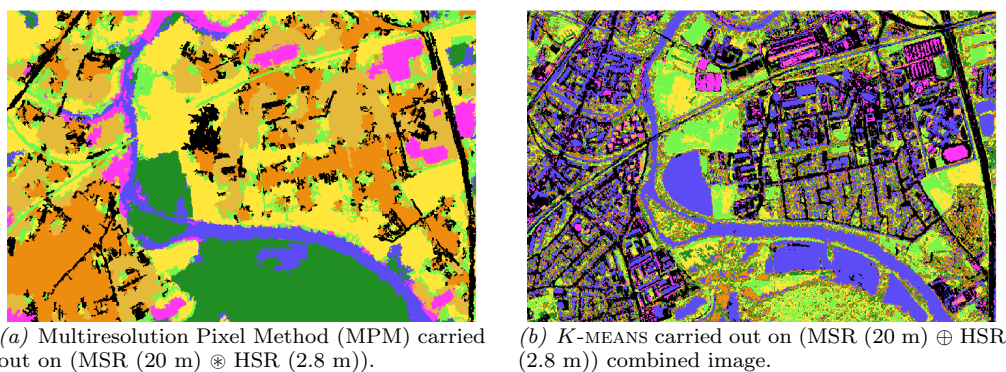 (a) Multiresolution Pixel Method (MPM) carried
out on (MSR (20 m) ⊛ HSR (2.8 m)).
(b) K-MEANS carried out on (MSR (20 m) ⊕ HSR
(2.8 m)) combined image.